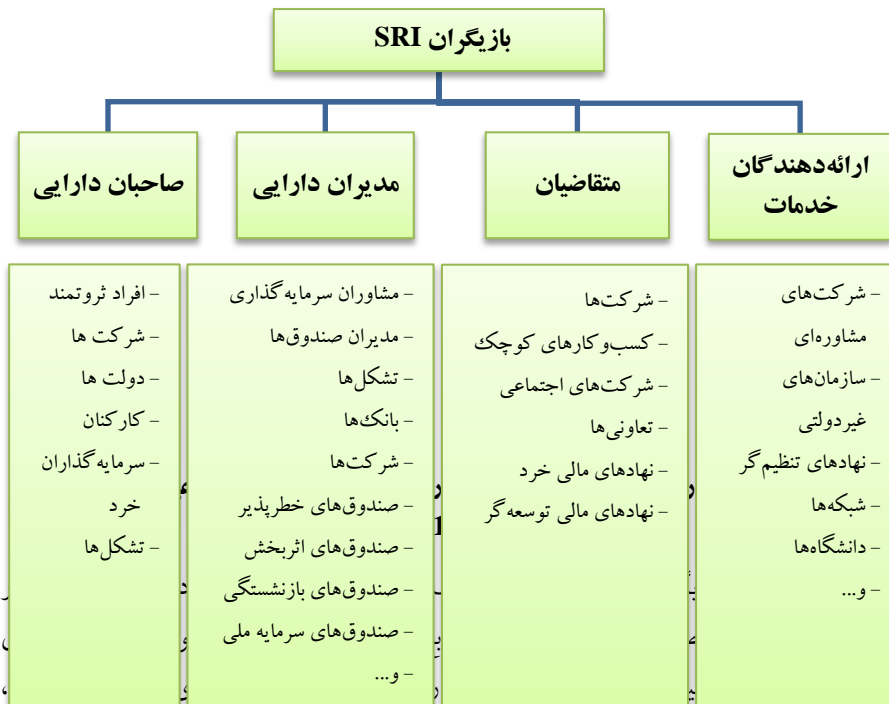 بازیگران SRI
ارائه‌دهندگان
خدمات
متقاضیان
مدیران دارایی
صاحبان دارایی
- شرکت‌های
مشاوره‌ای
- سازمان‌های
غیردولتی
- نهادهای تنظیم‌گر
- شبکه‌ها
- دانشگاه‌ها
- و...
- شرکت‌ها
- کسب‌وکارهای کوچک
- شرکت‌های اجتماعی
- تعاونی‌ها
- نهادهای مالی خرد
- نهادهای مالی توسعه‌گر
- مشاوران سرمایه‌گذاری
- مدیران صندوق‌ها
- تشکل‌ها
- بانک‌ها
- شرکت‌ها
- صندوق‌های خطرپذیر
- صندوق‌های اثربخش
- صندوق‌های بازنشستگی
- صندوق‌های سرمایه ملی
- و...
- افراد ثروتمند
- شرکت ها
- دولت ها
- کارکنان
- سرمایه‌گذاران
خرد
- تشکل‌ها